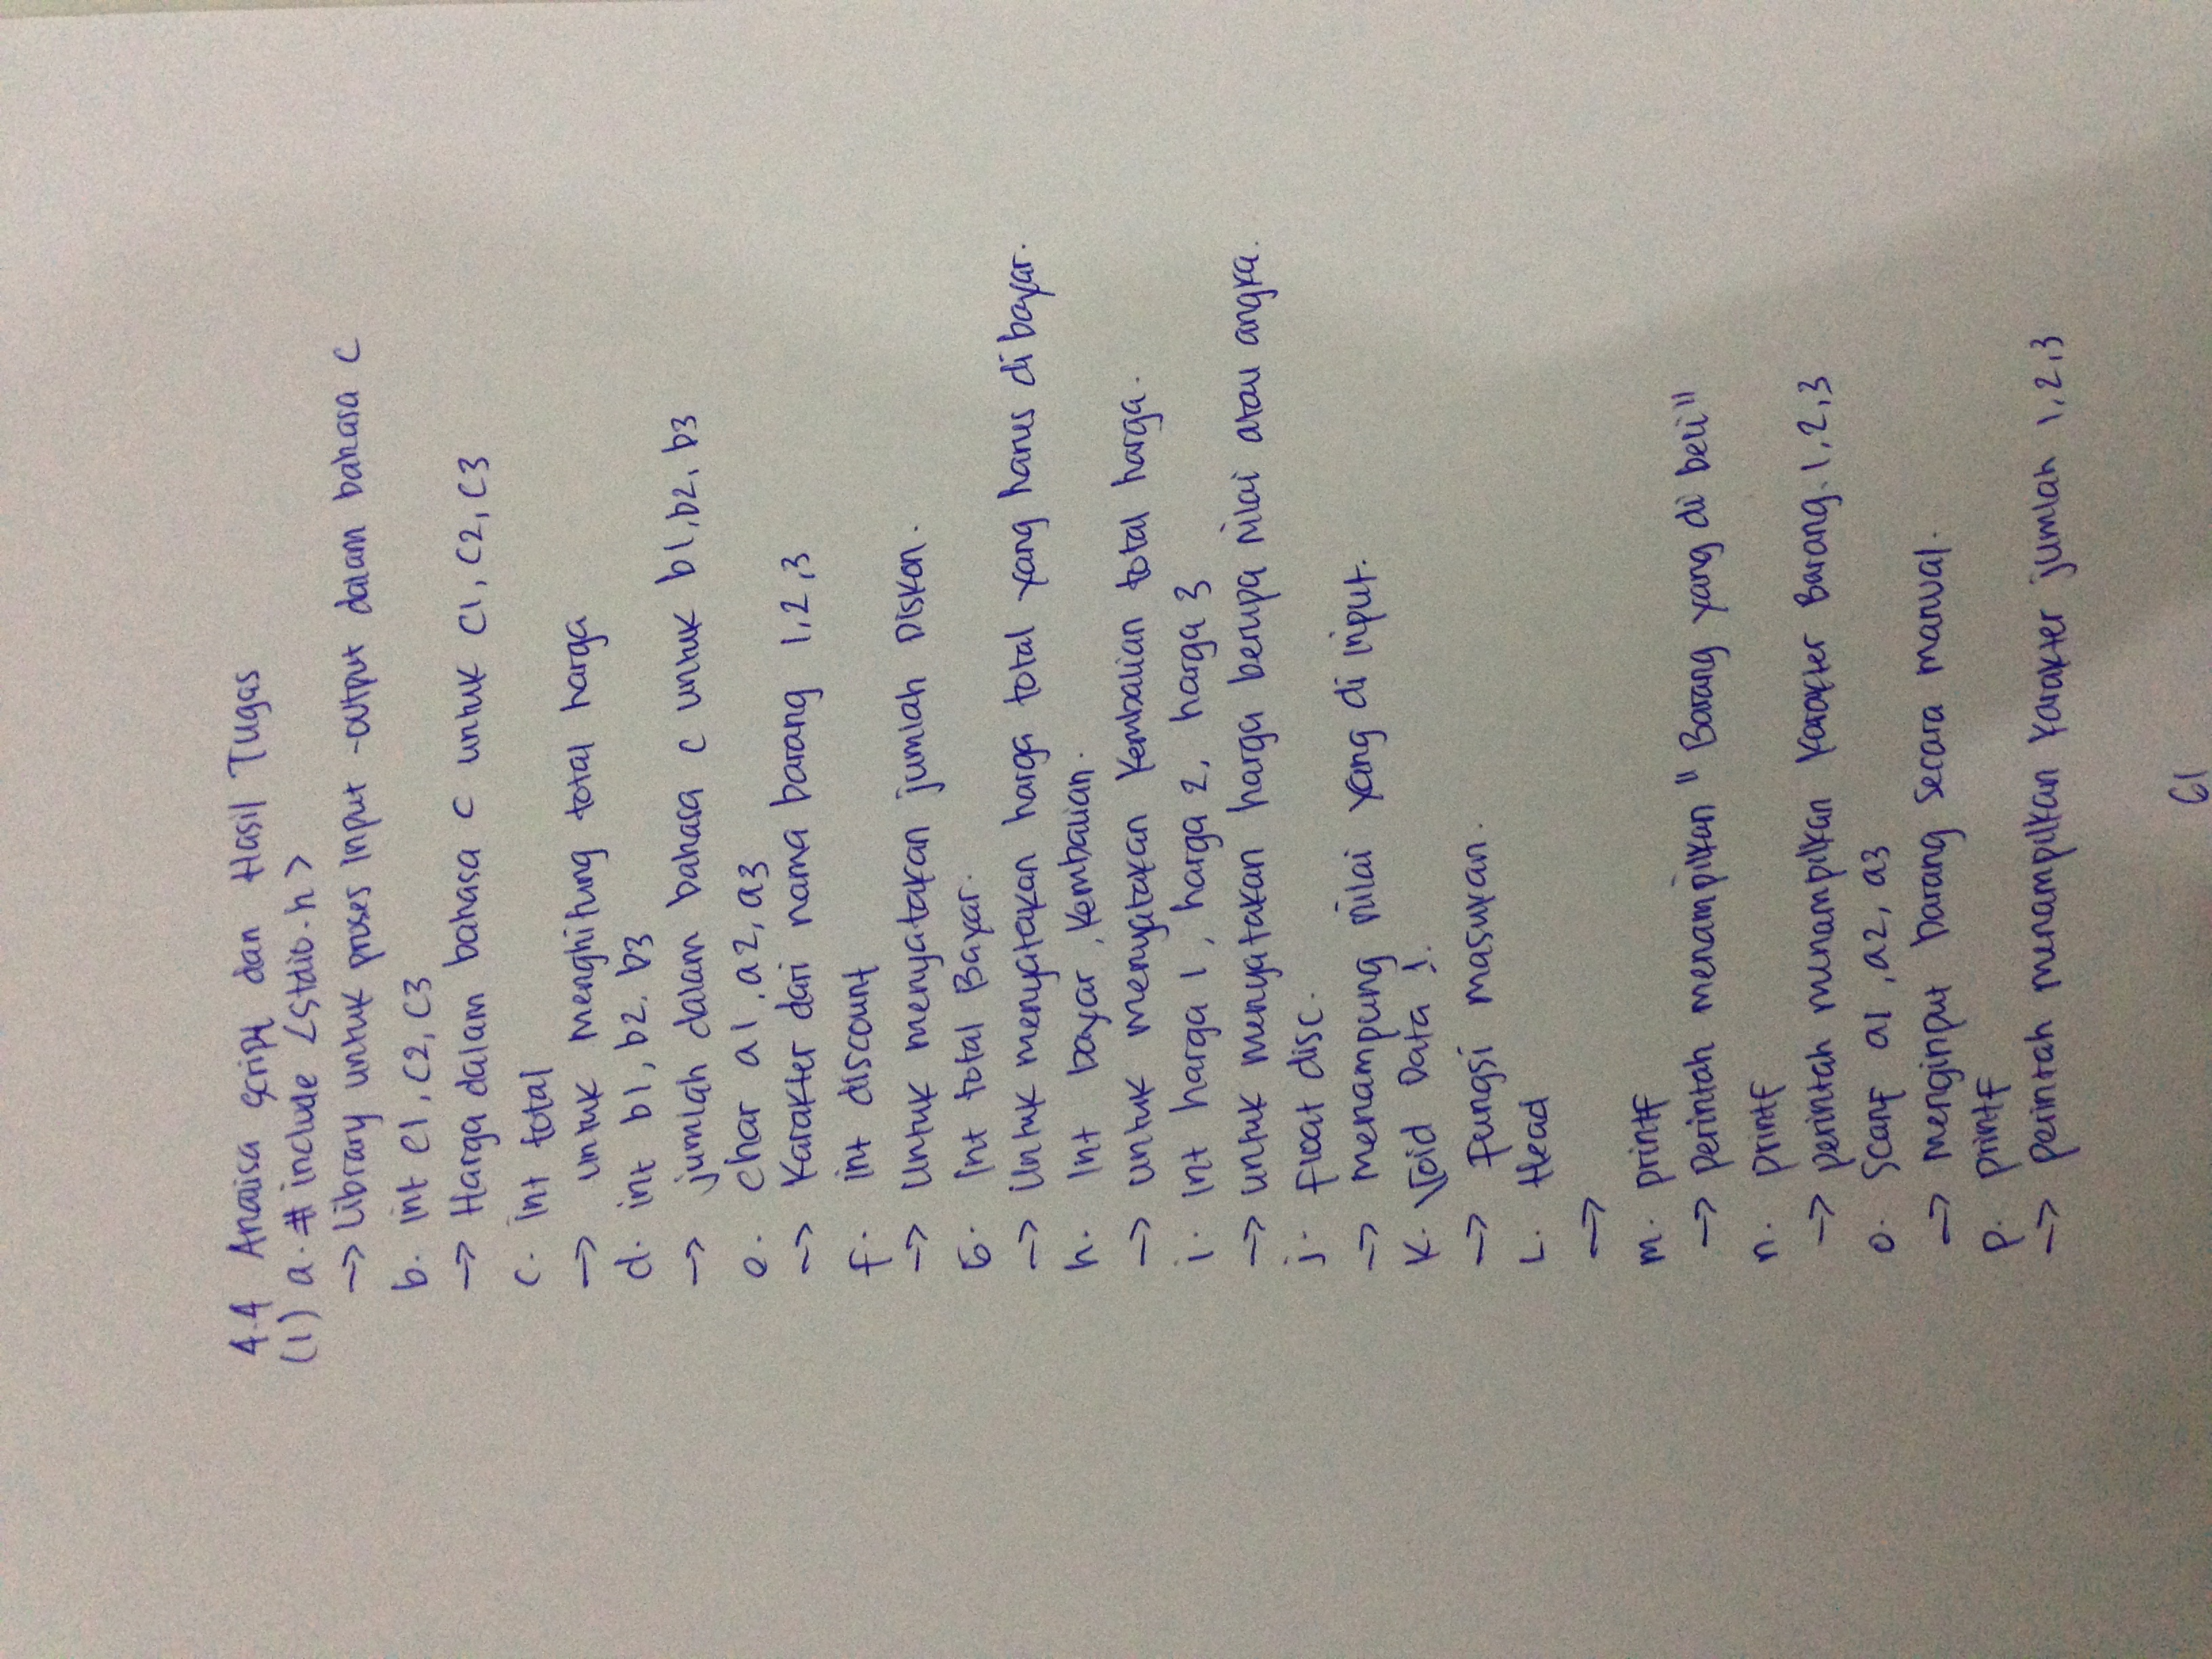 4.4 Analisa script dan Hasil Tugas
(1) a. # include <stdio.h>
→ Library untuk proses input -output dalam bahasa C
b. int c1, c2, c3
→ Harga dalam bahasa c untuk c1, c2, c3
c. int total
→ untuk menghitung total harga
d. int b1, b2, b3
→ jumlah dalam bahasa c untuk b1, b2, b3
e. char a1, a2, a3
→ Karakter dari nama barang 1,2,3
f. int discount
→ Untuk menyatakan jumlah Diskon.
G. int total Bayar.
→ Untuk menyatakan harga total yang harus di bayar.
h. Int bayar, kembalian.
→ untuk menyatakan kembalian total harga.
i. int harga 1, harga 2, harga 3
→ untuk menyatakan harga berupa nilai atau angka.
j. float disc.
→ menampung nilai yang di input.
K. Void Data 1.
→ fungsi masukan.
L. Head
→
m. printf
→ perintah menampilkan "Barang yang di beli"
n. printf
→ perintah menampilkan karakter Barang 1,2,3
o. Scanf a1, a2, a3
→ menginput barang secara manual.
p. printf
→ perintah menampilkan karakter jumlah 1,2,3
61